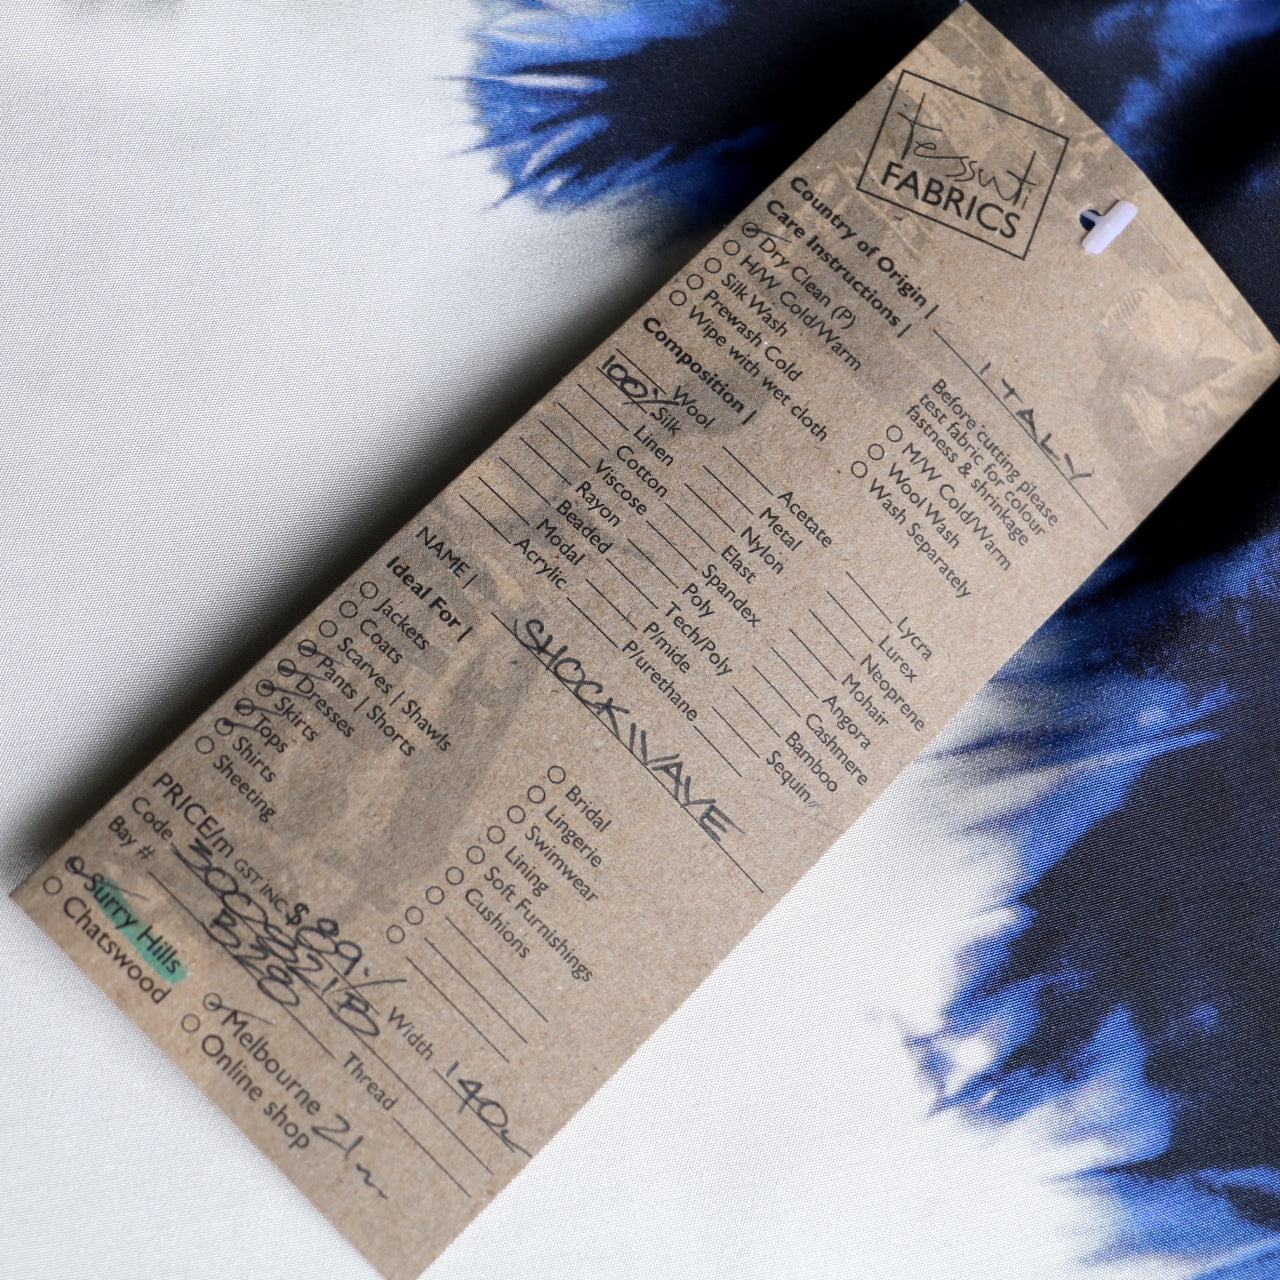 tessuti
FABRICS
Country of Origin | ITALY
Care Instructions |
Dry Clean (P)
H/W Cold/Warm
Silk Wash
Prewash Cold
Wipe with wet cloth
Before cutting please
test fabric for colour
fastness & shrinkage
M/W Cold/Warm
Wool Wash
Wash Separately
Composition |
Wool
100% Silk
Linen
Cotton
Viscose
Rayon
Beaded
Modal
Acrylic
Acetate
Metal
Nylon
Elast
Spandex
Poly
Tech/Poly
P/mide
P/urethane
Lycra
Lurex
Neoprene
Mohair
Angora
Cashmere
Bamboo
Sequin
NAME | SHOCKWAVE
Ideal For |
Jackets
Coats
Scarves | Shawls
Pants | Shorts
Dresses
Skirts
Tops
Shirts
Sheeting
Bridal
Lingerie
Swimwear
Lining
Soft Furnishings
Cushions
PRICE/m GST INC $89. Width 140
Code Thread
Bay # B328
Surry Hills
Chatswood
Melbourne 21m
Online shop